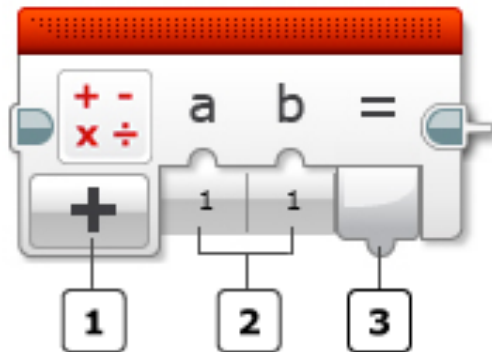 + - a b =
x ÷
+ 1 1
1 2 3